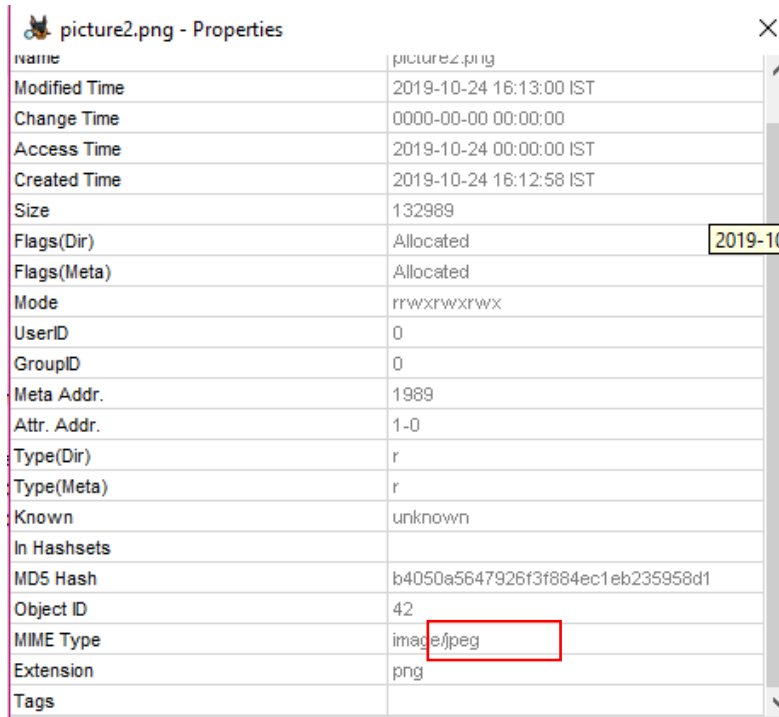 picture2.png - Properties
Name picture2.png
Modified Time 2019-10-24 16:13:00 IST
Change Time 0000-00-00 00:00:00
Access Time 2019-10-24 00:00:00 IST
Created Time 2019-10-24 16:12:58 IST
Size 132989
Flags(Dir) Allocated 2019-10
Flags(Meta) Allocated
Mode rrwxrwxrwx
UserID 0
GroupID 0
Meta Addr. 1989
Attr. Addr. 1-0
Type(Dir) r
Type(Meta) r
Known unknown
In Hashsets
MD5 Hash b4050a5647926f3f884ec1eb235958d1
Object ID 42
MIME Type image/jpeg
Extension png
Tags